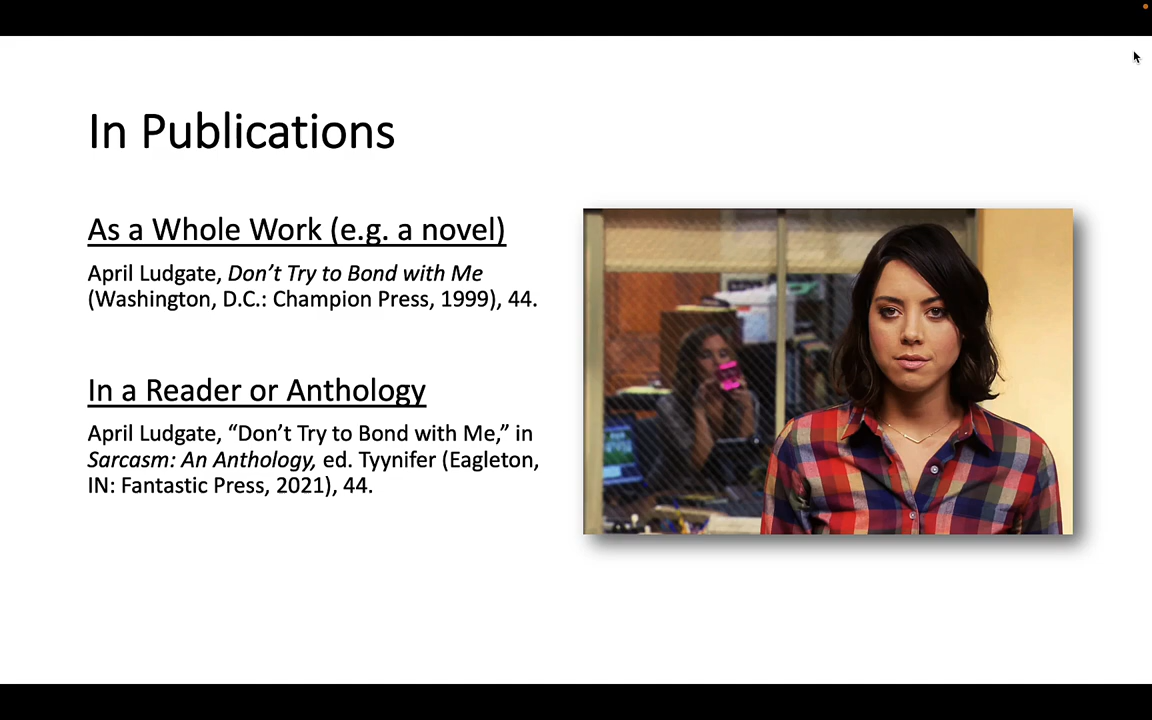 In Publications
As a Whole Work (e.g. a novel)
April Ludgate, Don’t Try to Bond with Me
(Washington, D.C.: Champion Press, 1999), 44.
In a Reader or Anthology
April Ludgate, “Don’t Try to Bond with Me,” in
Sarcasm: An Anthology, ed. Tyynifer (Eagleton,
IN: Fantastic Press, 2021), 44.